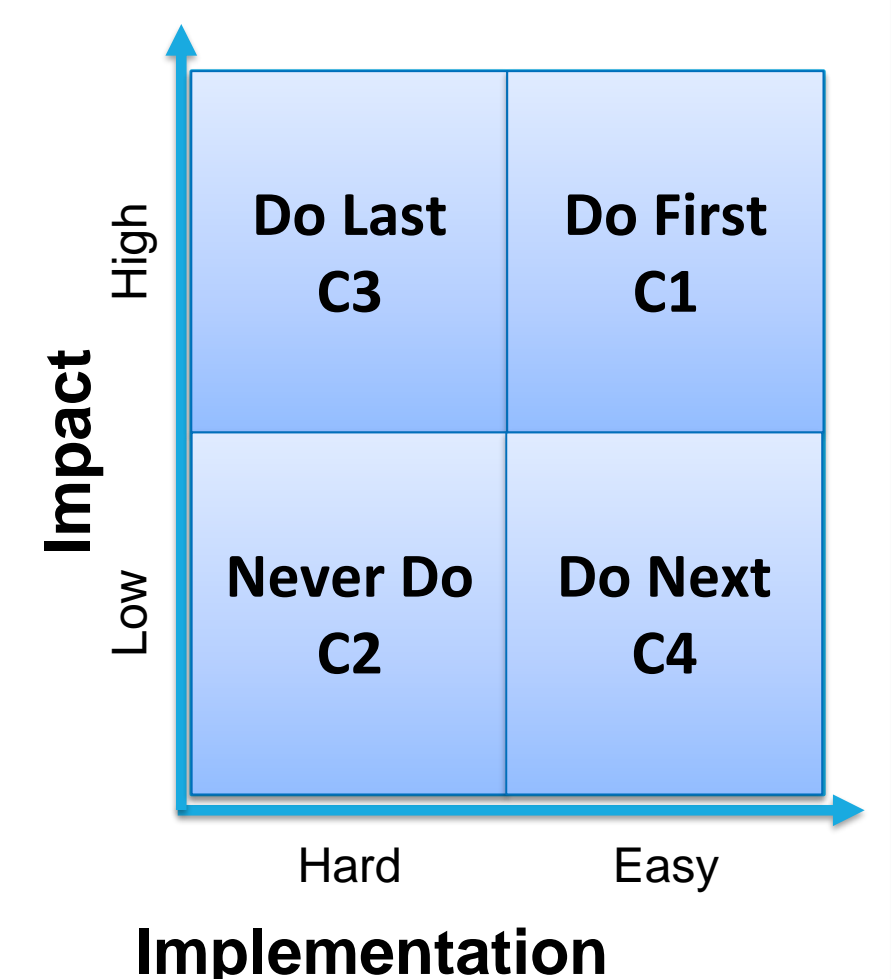 High
Impact
Low
Do Last
C3
Do First
C1
Never Do
C2
Do Next
C4
Hard
Easy
Implementation